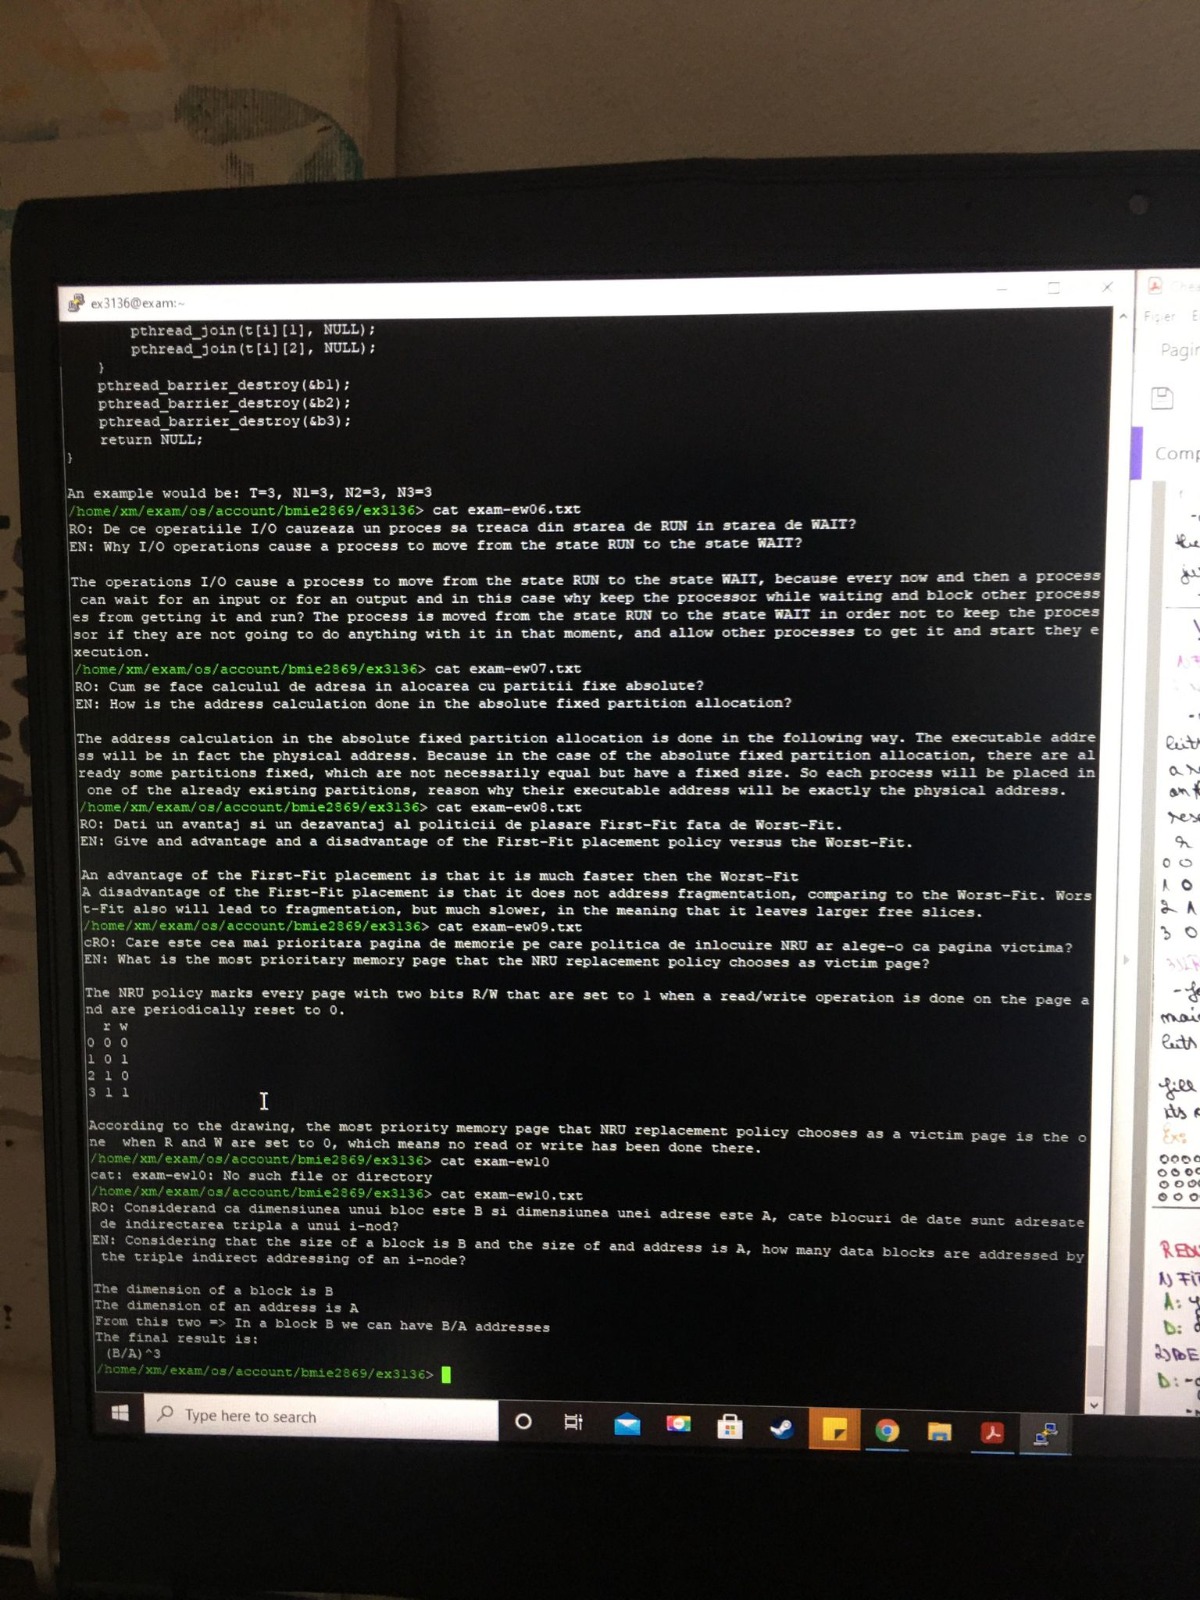 ex3136@exam:~
pthread_join(t[i][1], NULL);
pthread_join(t[i][2], NULL);
}
pthread_barrier_destroy(&b1);
pthread_barrier_destroy(&b2);
pthread_barrier_destroy(&b3);
return NULL;
}
An example would be: T=3, N1=3, N2=3, N3=3
/home/xm/exam/os/account/bmie2869/ex3136> cat exam-ew06.txt
RO: De ce operatiile I/O cauzeaza un proces sa treaca din starea de RUN in starea de WAIT?
EN: Why I/O operations cause a process to move from the state RUN to the state WAIT?
The operations I/O cause a process to move from the state RUN to the state WAIT, because every now and then a process
can wait for an input or for an output and in this case why keep the processor while waiting and block other process
es from getting it and run? The process is moved from the state RUN to the state WAIT in order not to keep the proces
sor if they are not going to do anything with it in that moment, and allow other processes to get it and start they e
xecution.
/home/xm/exam/os/account/bmie2869/ex3136> cat exam-ew07.txt
RO: Cum se face calculul de adresa in alocarea cu partitii fixe absolute?
EN: How is the address calculation done in the absolute fixed partition allocation?
The address calculation in the absolute fixed partition allocation is done in the following way. The executable addre
ss will be in fact the physical address. Because in the case of the absolute fixed partition allocation, there are al
ready some partitions fixed, which are not necessarily equal but have a fixed size. So each process will be placed in
one of the already existing partitions, reason why their executable address will be exactly the physical address.
/home/xm/exam/os/account/bmie2869/ex3136> cat exam-ew08.txt
RO: Dati un avantaj si un dezavantaj al politicii de plasare First-Fit fata de Worst-Fit.
EN: Give and advantage and a disadvantage of the First-Fit placement policy versus the Worst-Fit.
An advantage of the First-Fit placement is that it is much faster then the Worst-Fit
A disadvantage of the First-Fit placement is that it does not address fragmentation, comparing to the Worst-Fit. Wors
t-Fit also will lead to fragmentation, but much slower, in the meaning that it leaves larger free slices.
/home/xm/exam/os/account/bmie2869/ex3136> cat exam-ew09.txt
cRO: Care este cea mai prioritara pagina de memorie pe care politica de inlocuire NRU ar alege-o ca pagina victima?
EN: What is the most prioritary memory page that the NRU replacement policy chooses as victim page?
The NRU policy marks every page with two bits R/W that are set to 1 when a read/write operation is done on the page a
nd are periodically reset to 0.
r w
0 0 0
1 0 1
2 1 0
3 1 1
According to the drawing, the most priority memory page that NRU replacement policy chooses as a victim page is the o
ne  when R and W are set to 0, which means no read or write has been done there.
/home/xm/exam/os/account/bmie2869/ex3136> cat exam-ew10
cat: exam-ew10: No such file or directory
/home/xm/exam/os/account/bmie2869/ex3136> cat exam-ew10.txt
RO: Considerand ca dimensiunea unui bloc este B si dimensiunea unei adrese este A, cate blocuri de date sunt adresate
de indirectarea tripla a unui i-nod?
EN: Considering that the size of a block is B and the size of and address is A, how many data blocks are addressed by
the triple indirect addressing of an i-node?
The dimension of a block is B
The dimension of an address is A
From this two => In a block B we can have B/A addresses
The final result is:
(B/A)^3
/home/xm/exam/os/account/bmie2869/ex3136>
Type here to search